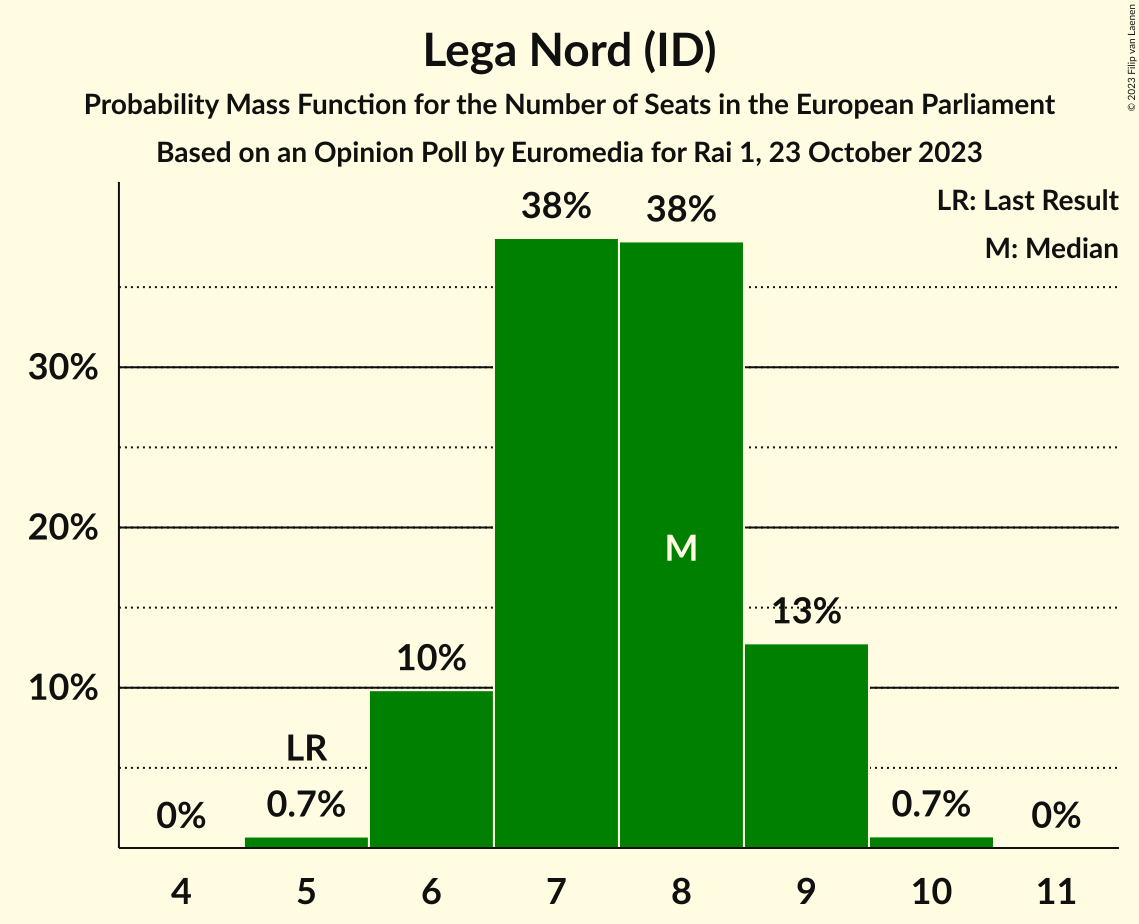 Lega Nord (ID)
Probability Mass Function for the Number of Seats in the European Parliament
Based on an Opinion Poll by Euromedia for Rai 1, 23 October 2023
© 2023 Filip van Laenen
LR: Last Result
M: Median
38%
38%
30%
20%
M
13%
10%
10%
LR
0%
0.7%
0.7%
0%
4
5
6
7
8
9
10
11